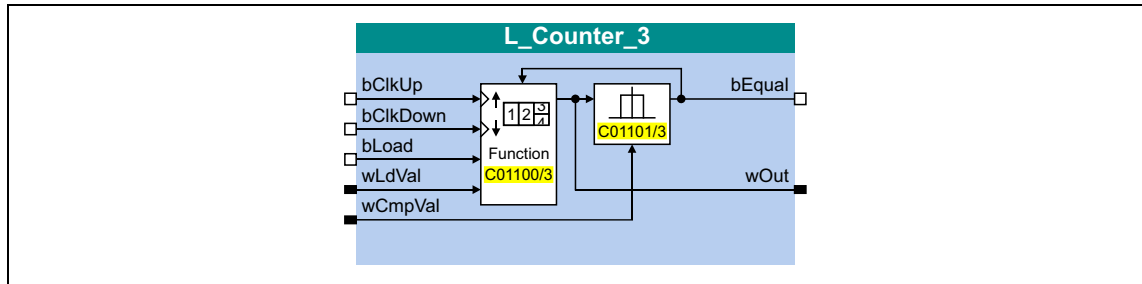 L_Counter_3
bClkUp
bEqual
bClkDown
1 2 3 4
C01101/3
bLoad
Function
wLdVal
C01100/3
wOut
wCmpVal